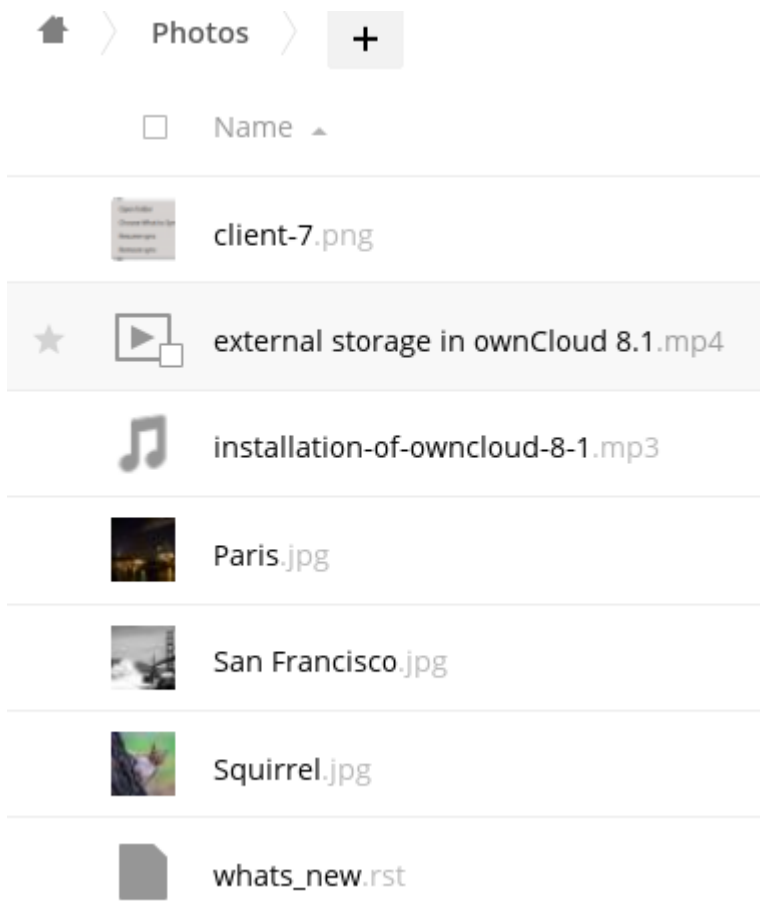 Photos
+
Name
client-7.png
external storage in ownCloud 8.1.mp4
installation-of-owncloud-8-1.mp3
Paris.jpg
San Francisco.jpg
Squirrel.jpg
whats_new.rst